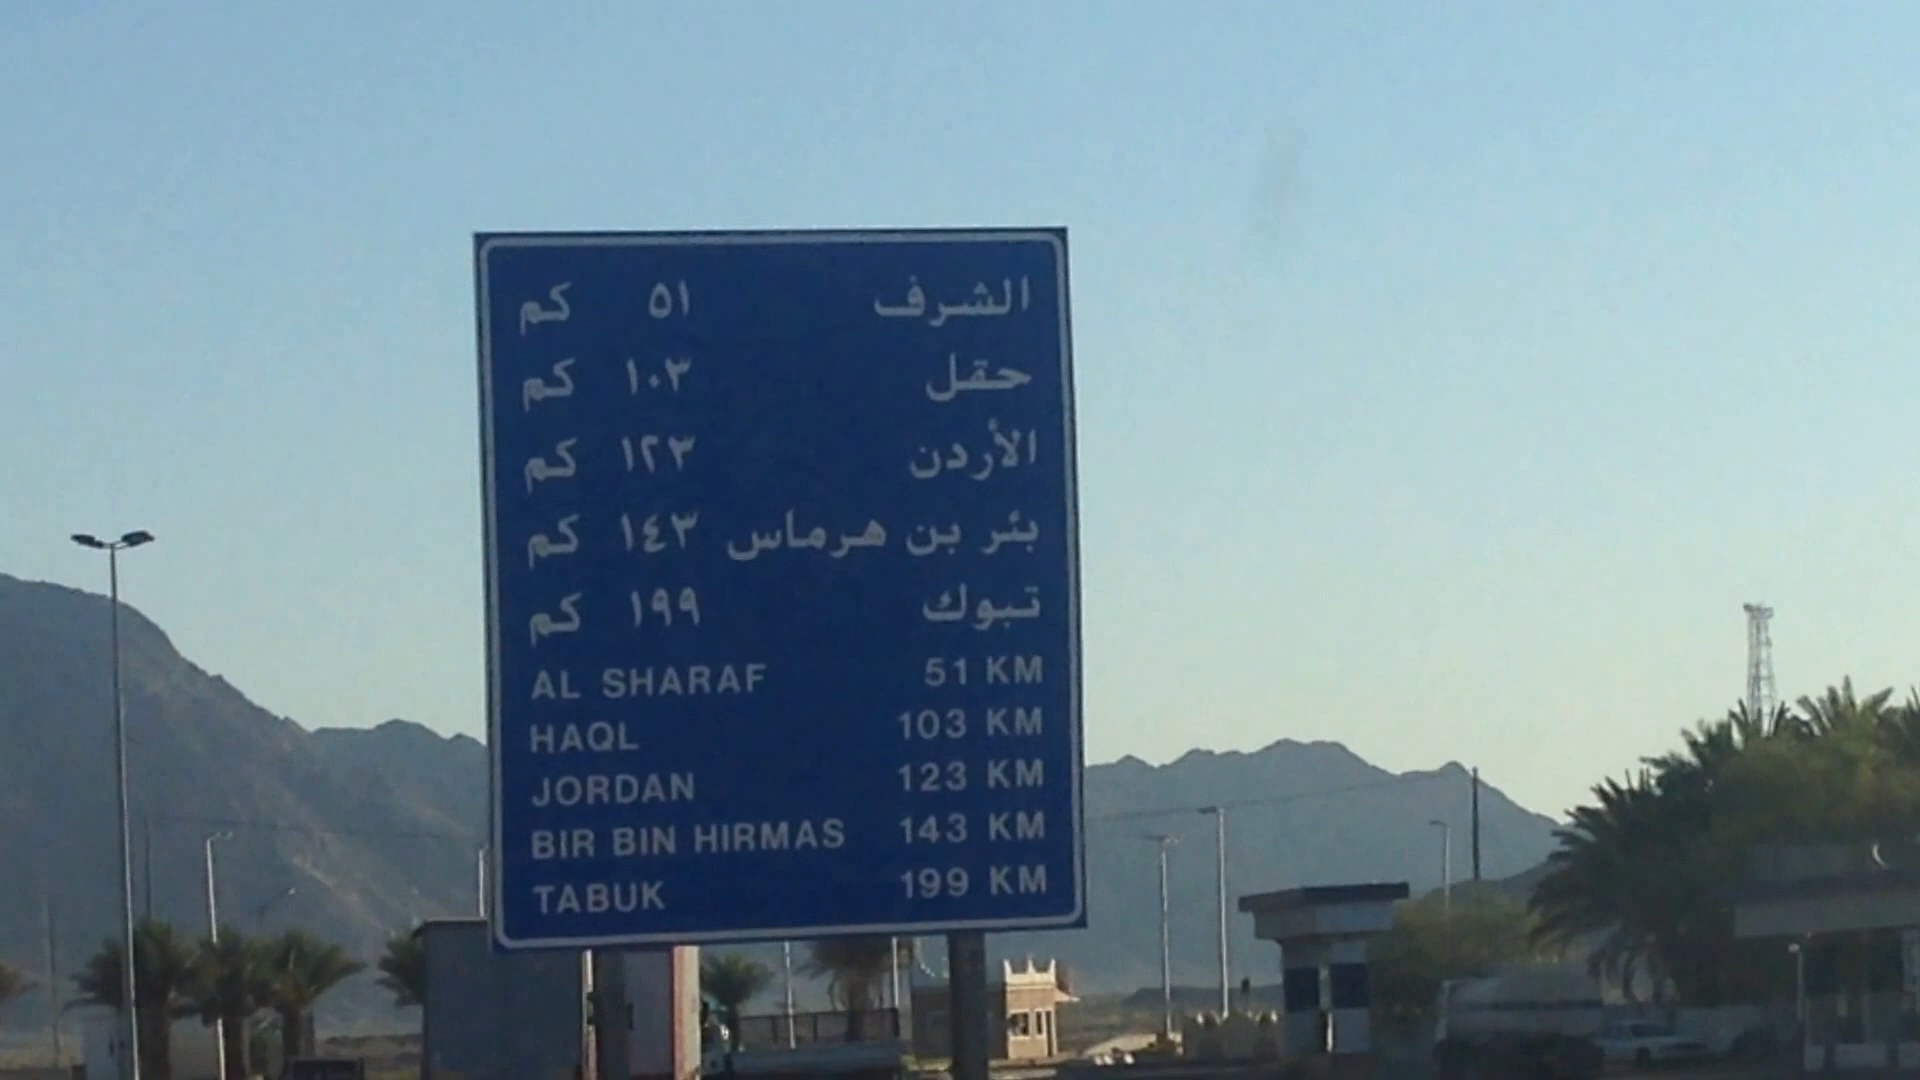 الشرف ٥١ كم
حقل ١٠٣ كم
الأردن ١٢٣ كم
بئر بن هرماس ١٤٣ كم
تبوك ١٩٩ كم
AL SHARAF 51 KM
HAQL 103 KM
JORDAN 123 KM
BIR BIN HIRMAS 143 KM
TABUK 199 KM